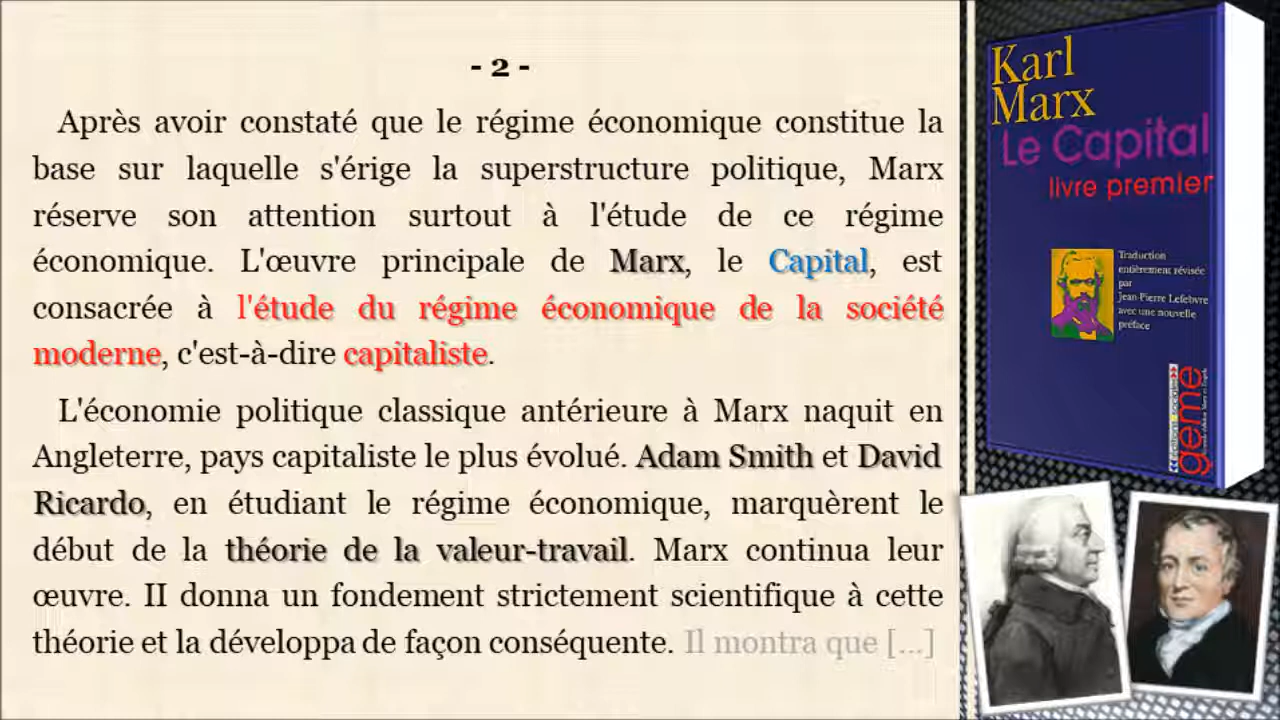 - 2 -
Après avoir constaté que le régime économique constitue la
base sur laquelle s'érige la superstructure politique, Marx
réserve son attention surtout à l'étude de ce régime
économique. L'œuvre principale de Marx, le Capital, est
consacrée à l'étude du régime économique de la société
moderne, c'est-à-dire capitaliste.
L'économie politique classique antérieure à Marx naquit en
Angleterre, pays capitaliste le plus évolué. Adam Smith et David
Ricardo, en étudiant le régime économique, marquèrent le
début de la théorie de la valeur-travail. Marx continua leur
œuvre. II donna un fondement strictement scientifique à cette
théorie et la développa de façon conséquente. Il montra que [...]
Karl
Marx
Le Capital
livre premier
Traduction
entièrement révisée
par
Jean-Pierre Lefebvre
avec une nouvelle
préface
geme